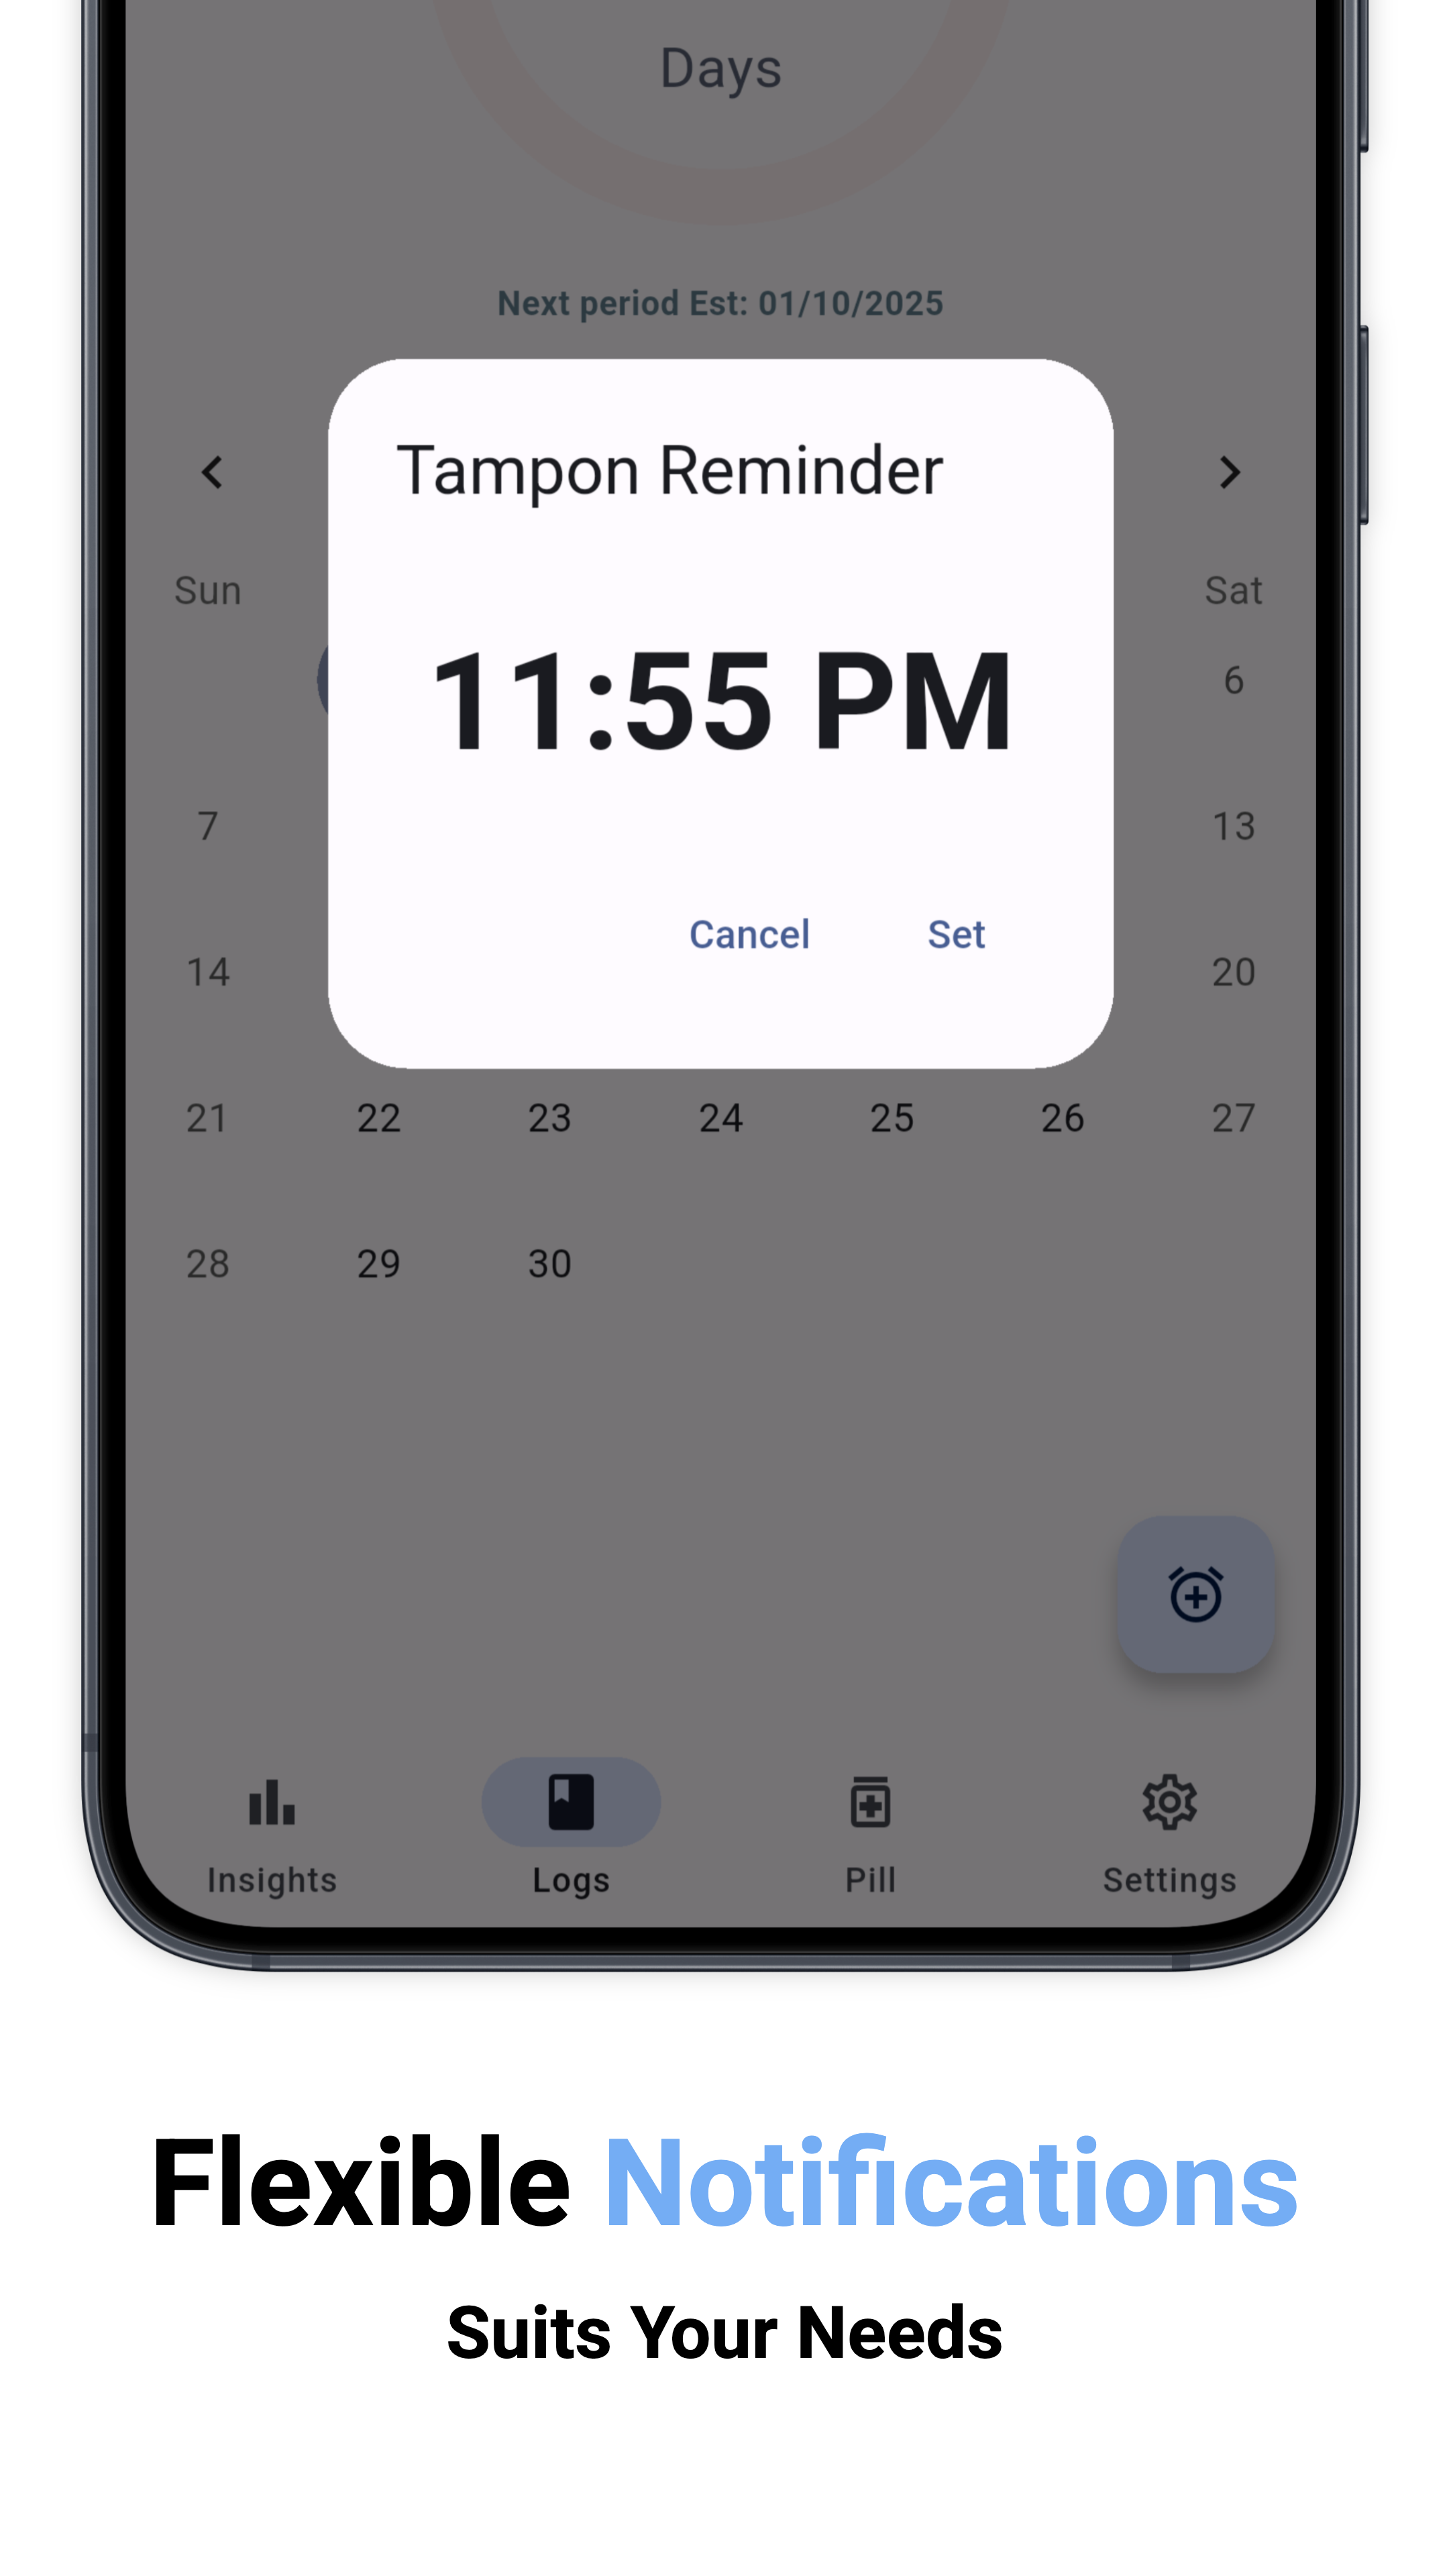 Days
Next period Est: 01/10/2025
Tampon Reminder
Sun Sat
11:55 PM
6
7 13
Cancel Set
14 20
21 22 23 24 25 26 27
28 29 30
Insights Logs Pill Settings
Flexible Notifications
Suits Your Needs